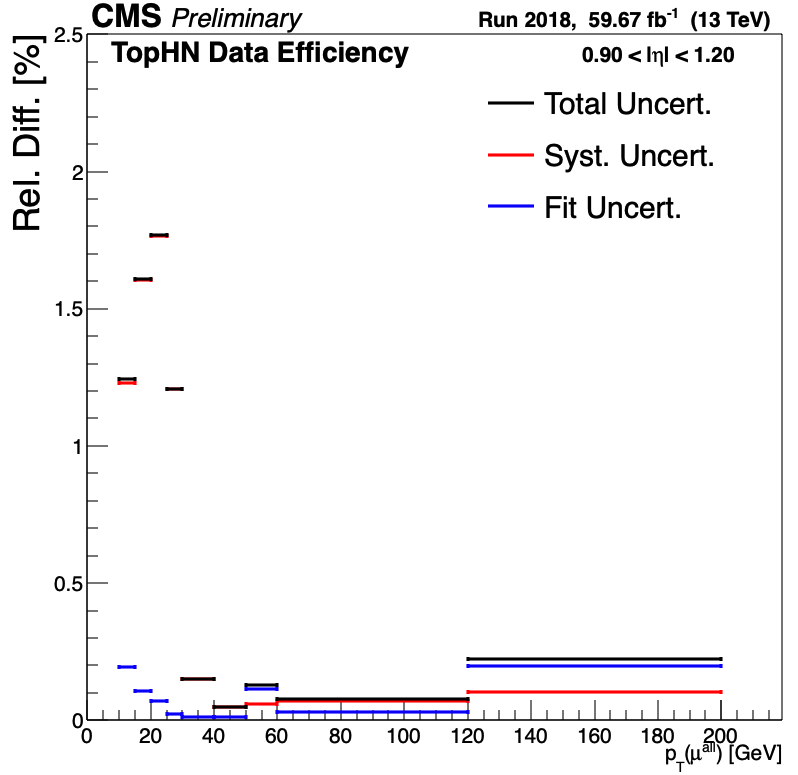 CMS Preliminary Run 2018, 59.67 fb⁻¹ (13 TeV)
TopHN Data Efficiency 0.90 < |η| < 1.20
Rel. Diff. [%]
Total Uncert.
Syst. Uncert.
Fit Uncert.
2.5
2
1.5
1
0.5
0
0 20 40 60 80 100 120 140 160 180 200
p_T(μ^all) [GeV]